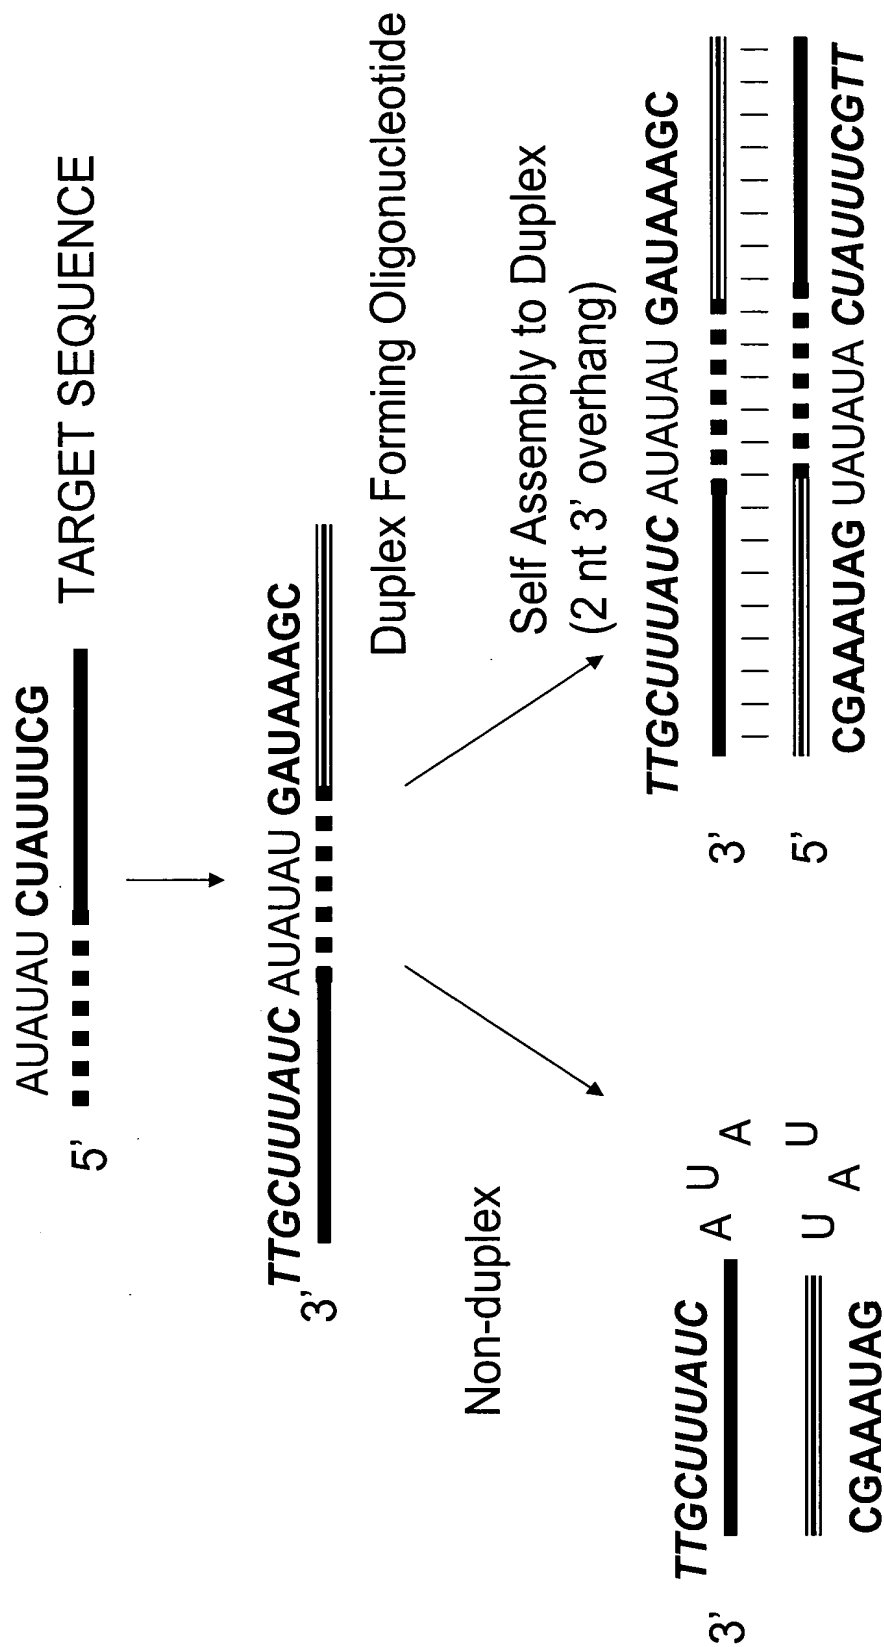 AUAUAU CUAUUUCG
5' TARGET SEQUENCE
TTGCUUUAUC AUAUAU GAUAAAGC
3'
Duplex Forming Oligonucleotide
Non-duplex
Self Assembly to Duplex
(2 nt 3' overhang)
TTGCUUUAUC
3'
A U A U A U
CGAAAUAG
TTGCUUUAUC AUAUAU GAUAAAGC
3'
5'
CGAAAUAG UAUAUA CUAUUUCGTT